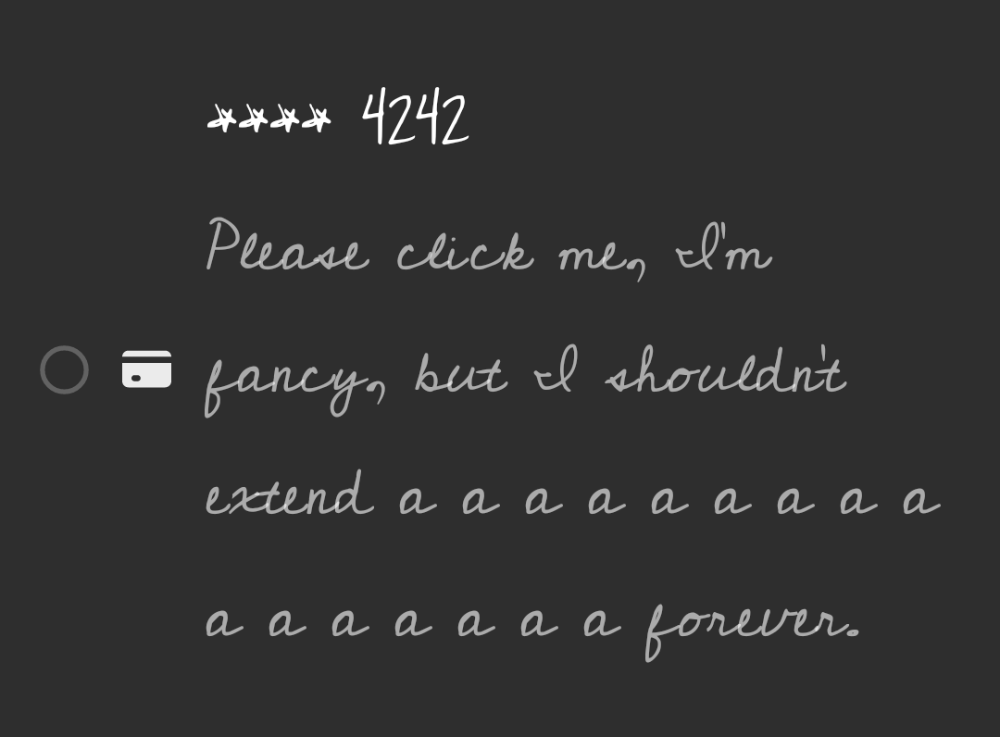 **** 4242
Please click me, I'm
fancy, but I shouldn't
extend a a a a a a a a a
a a a a a a a forever.